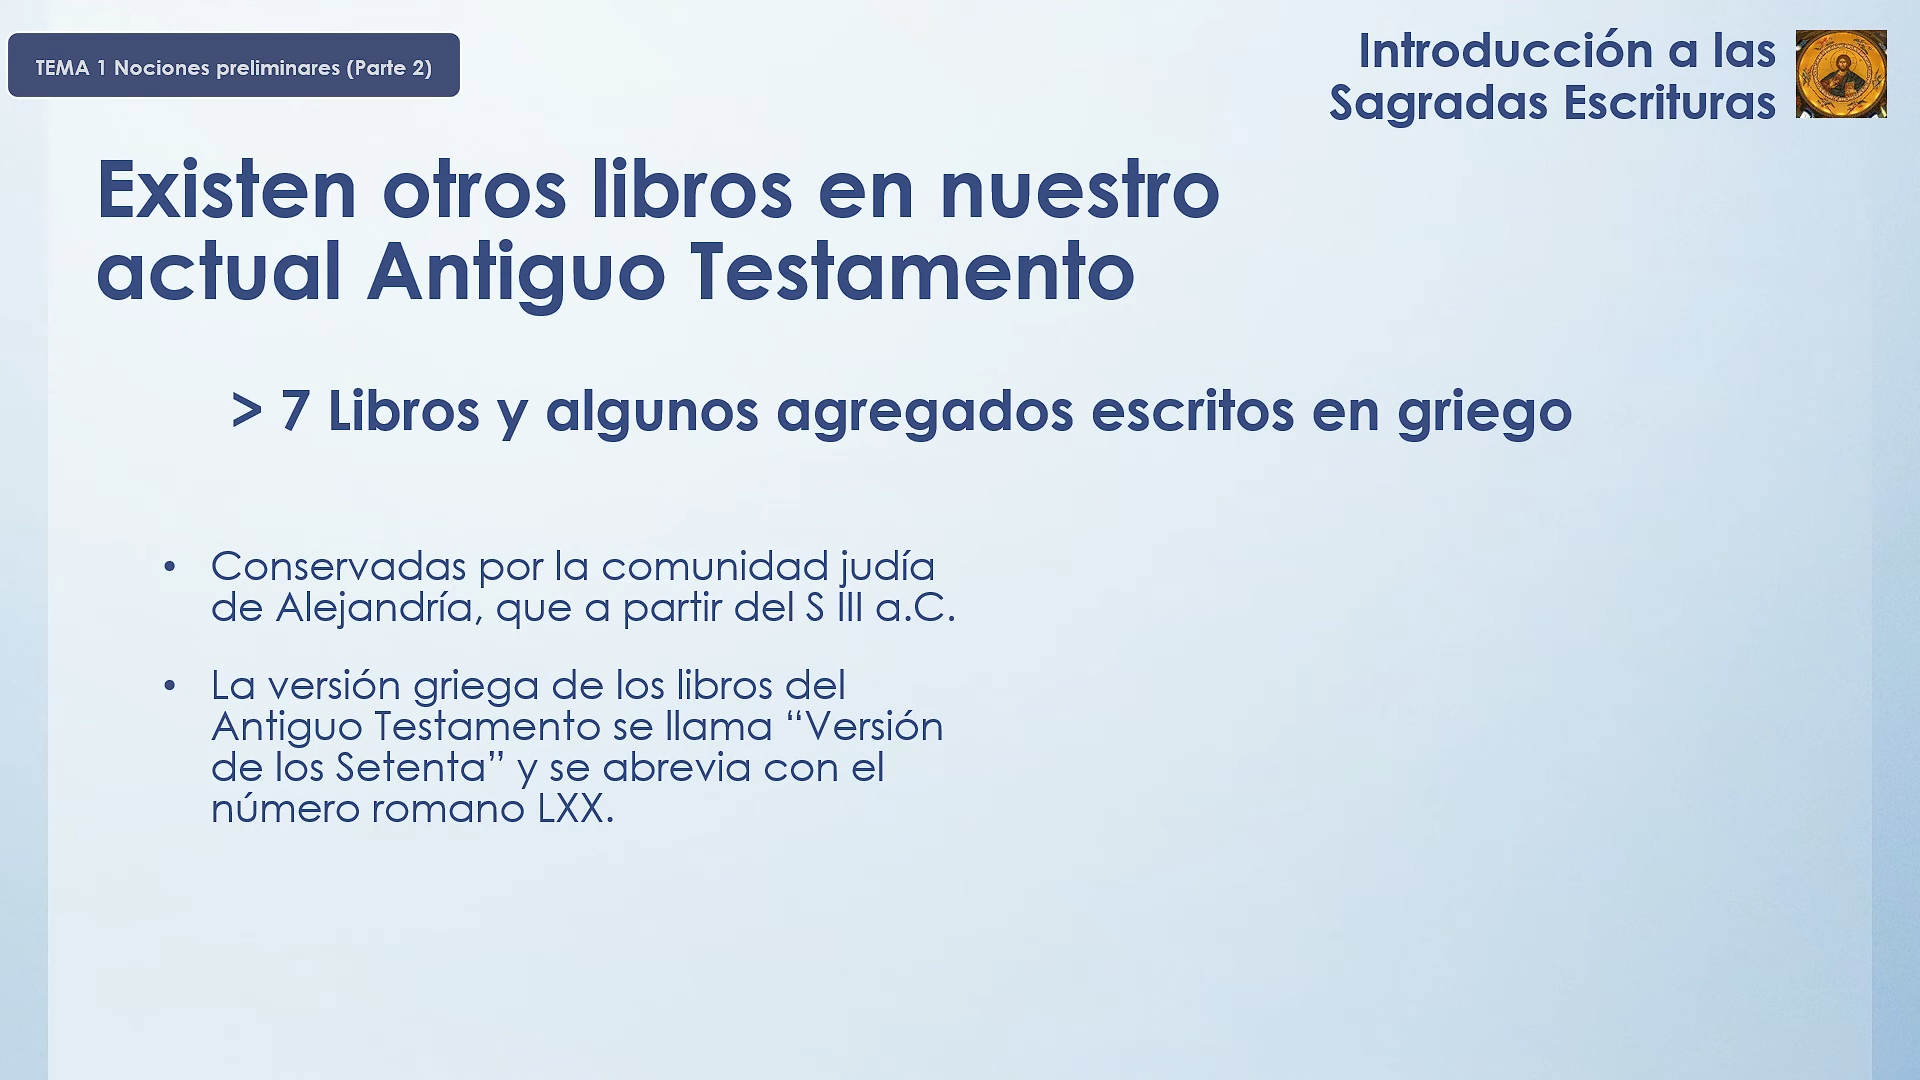 TEMA 1 Nociones preliminares (Parte 2)
Introducción a las
Sagradas Escrituras
Existen otros libros en nuestro
actual Antiguo Testamento
> 7 Libros y algunos agregados escritos en griego
• Conservadas por la comunidad judía
de Alejandría, que a partir del S III a.C.
• La versión griega de los libros del
Antiguo Testamento se llama “Versión
de los Setenta” y se abrevia con el
número romano LXX.